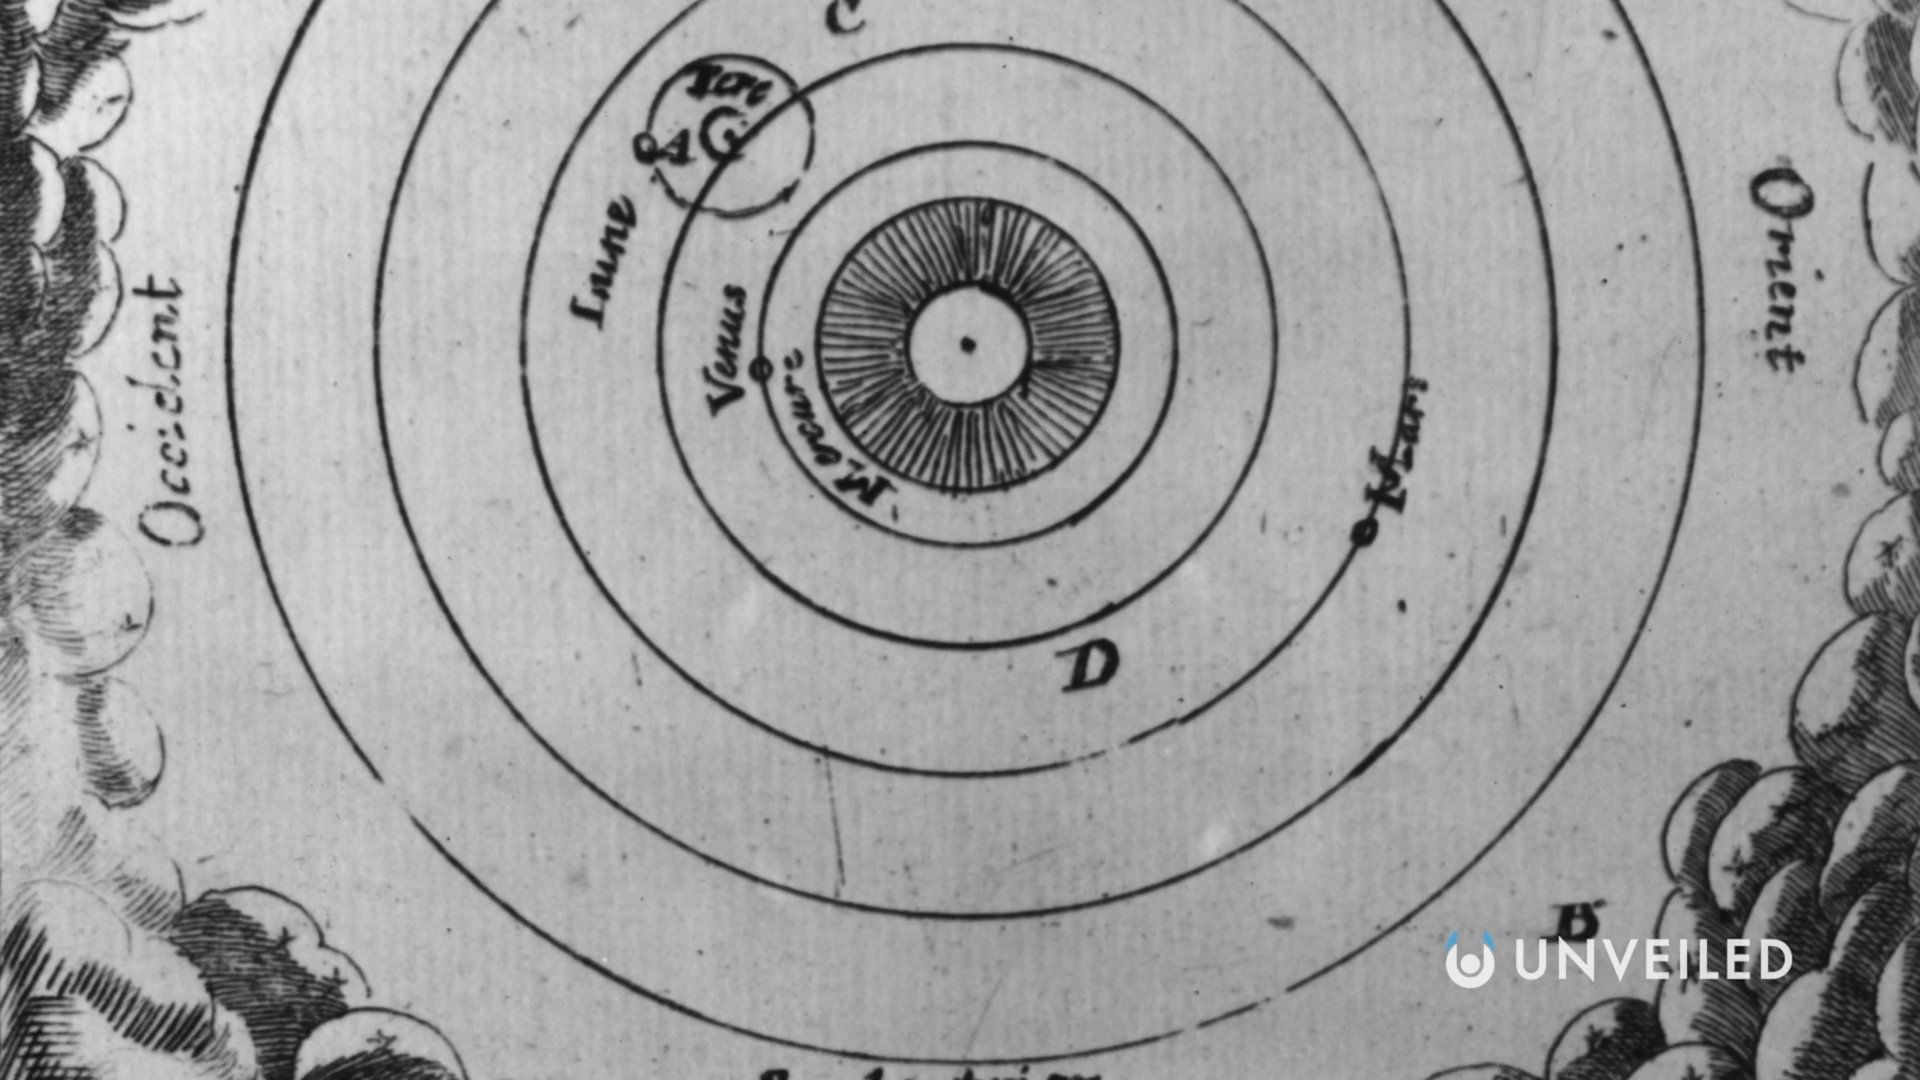 C
Terre
A G
Orient
Lune
Occident
Venus
Mercure
Mars
D
B
UNVEILED